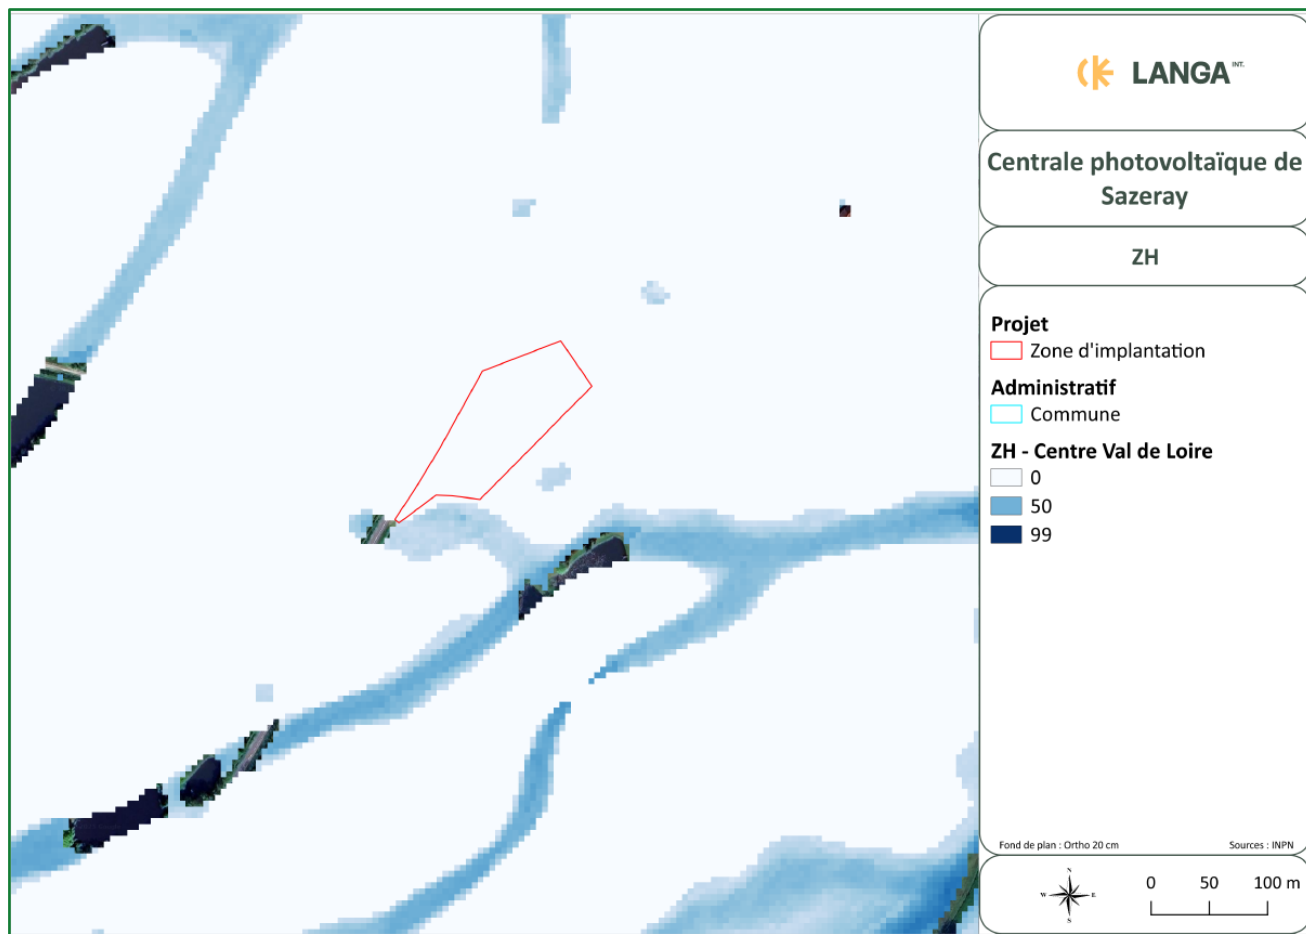 LANGA INT.
Centrale photovoltaïque de
Sazeray
ZH
Projet
Zone d'implantation
Administratif
Commune
ZH - Centre Val de Loire
0
50
99
Fond de plan : Ortho 20 cm Sources : INPN
N
W E
S
0 50 100 m